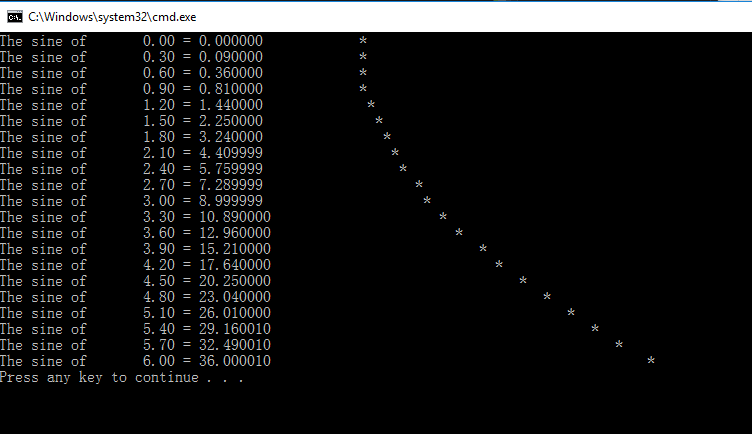 C:\Windows\system32\cmd.exe
The sine of       0.00 = 0.000000            *
The sine of       0.30 = 0.090000            *
The sine of       0.60 = 0.360000            *
The sine of       0.90 = 0.810000            *
The sine of       1.20 = 1.440000             *
The sine of       1.50 = 2.250000              *
The sine of       1.80 = 3.240000               *
The sine of       2.10 = 4.409999                *
The sine of       2.40 = 5.759999                 *
The sine of       2.70 = 7.289999                   *
The sine of       3.00 = 8.999999                    *
The sine of       3.30 = 10.890000                     *
The sine of       3.60 = 12.960000                       *
The sine of       3.90 = 15.210000                          *
The sine of       4.20 = 17.640000                            *
The sine of       4.50 = 20.250000                               *
The sine of       4.80 = 23.040000                                  *
The sine of       5.10 = 26.010000                                     *
The sine of       5.40 = 29.160010                                        *
The sine of       5.70 = 32.490010                                           *
The sine of       6.00 = 36.000010                                               *
Press any key to continue . . .